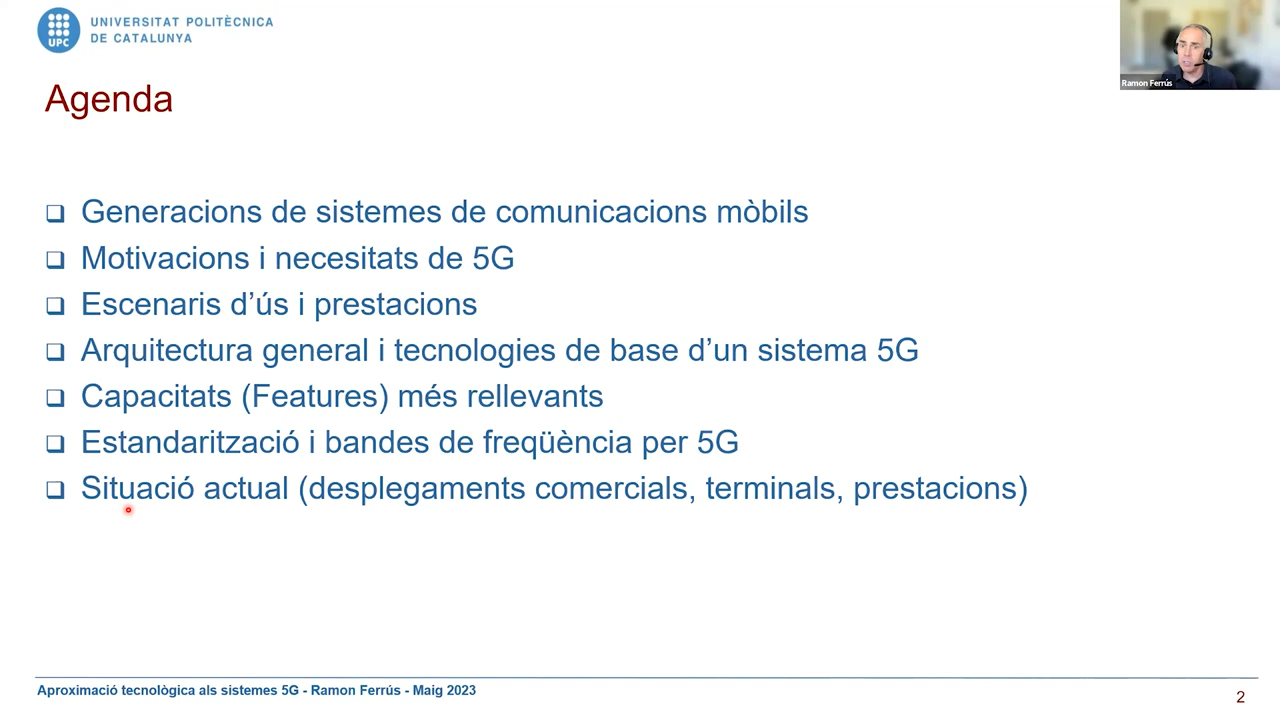 UNIVERSITAT POLITÈCNICA
DE CATALUNYA
UPC
Ramon Ferrús
Agenda
Generacions de sistemes de comunicacions mòbils
Motivacions i necesitats de 5G
Escenaris d’ús i prestacions
Arquitectura general i tecnologies de base d’un sistema 5G
Capacitats (Features) més rellevants
Estandarització i bandes de freqüència per 5G
Situació actual (desplegaments comercials, terminals, prestacions)
Aproximació tecnològica als sistemes 5G - Ramon Ferrús - Maig 2023
2